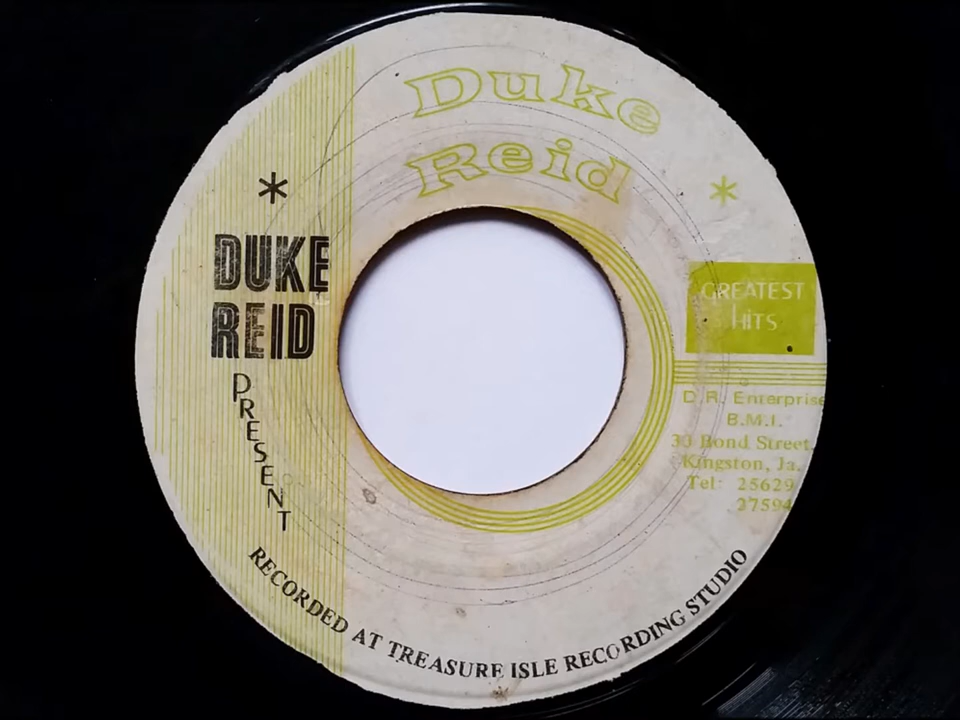 Duke
Reid
*
*
DUKE
REID
PRESENT
GREATEST
HITS
D.R. Enterprise
B.M.I.
33 Bond Street,
Kingston, Ja.
Tel: 25629
27594
RECORDED AT TREASURE ISLE RECORDING STUDIO